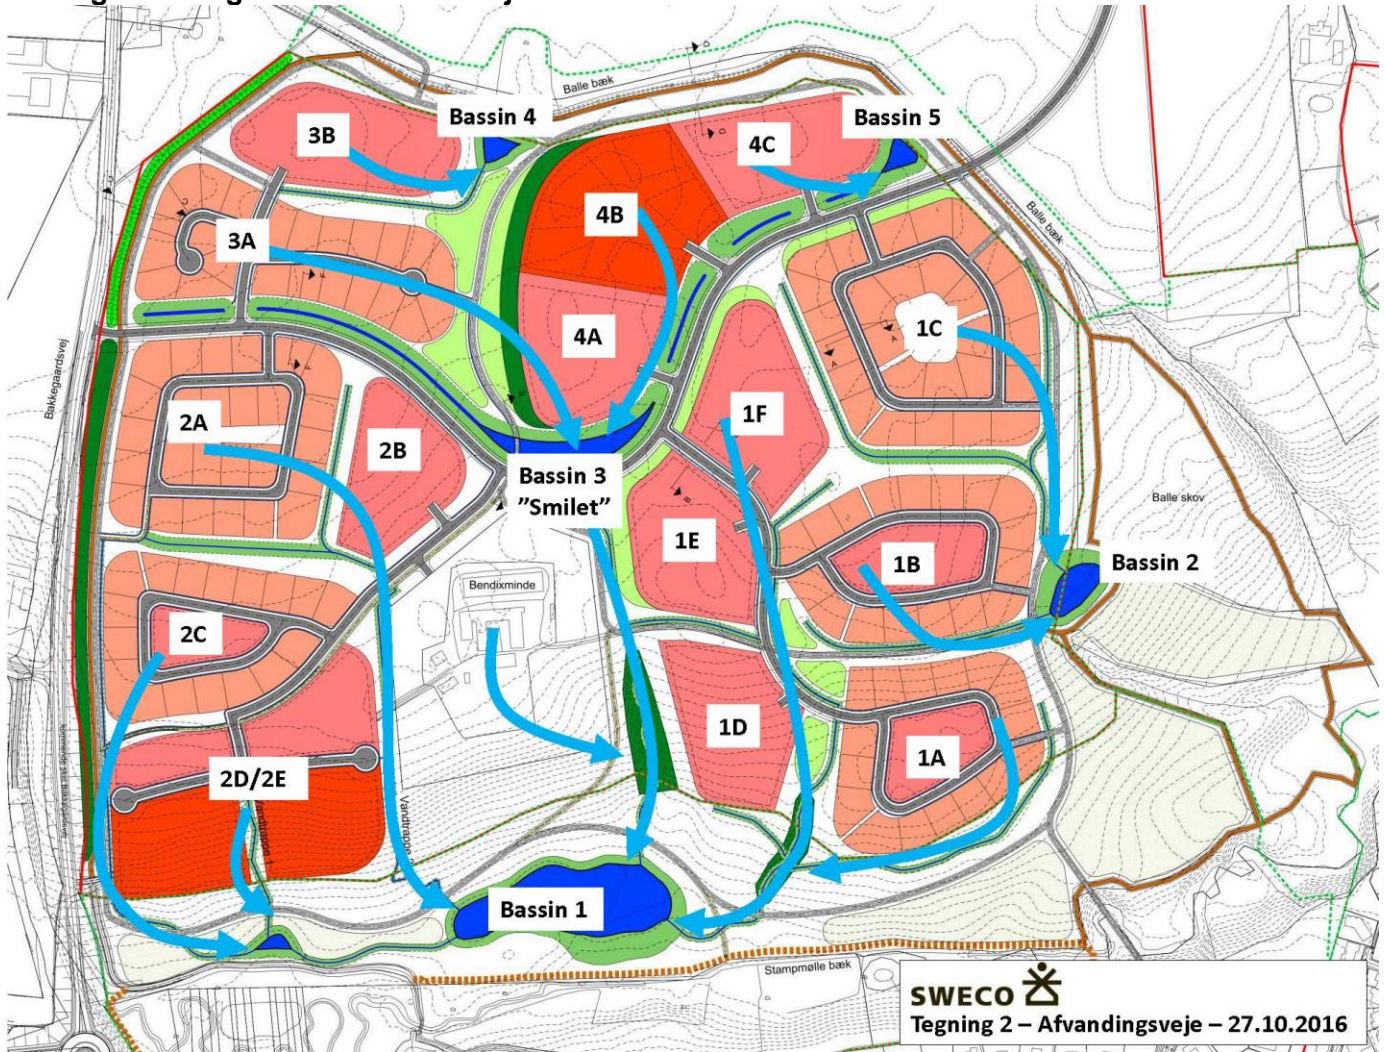 Balle bæk
Bassin 4
Bassin 5
3B
4C
4B
Balle bæk
3A
1C
4A
Bakkegaardsvej
2A
1F
2B
Bassin 3
"Smilet"
Balle skov
1E
Bassin 2
1B
Bendixminde
2C
1D
1A
2D/2E
Vandtrappe
Bassin 1
Stampmølle bæk
SWECO
Tegning 2 – Afvandingsveje – 27.10.2016